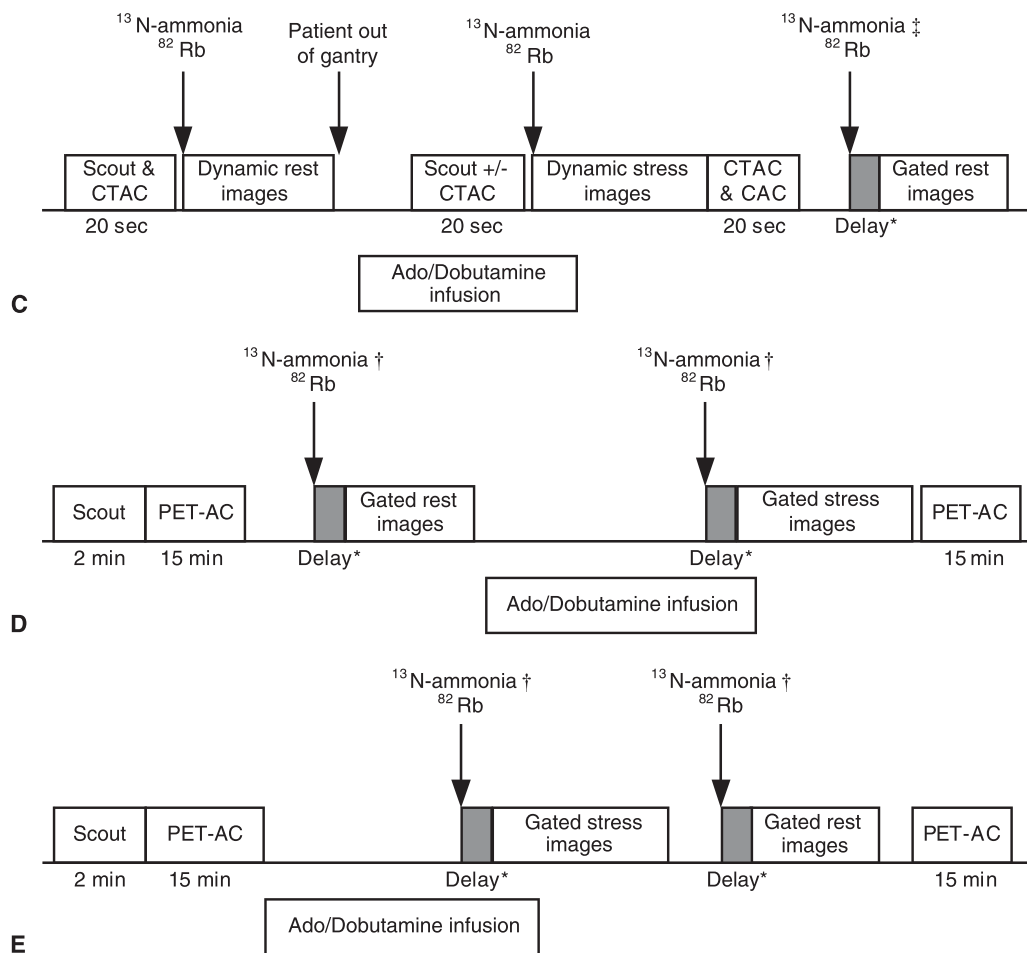 ¹³N-ammonia
⁸²Rb
Patient out
of gantry
¹³N-ammonia
⁸²Rb
¹³N-ammonia ‡
⁸²Rb
Scout &
CTAC
Dynamic rest
images
Scout +/-
CTAC
Dynamic stress
images
CTAC
& CAC
Gated rest
images
20 sec
20 sec
20 sec
Delay*
Ado/Dobutamine
infusion
C
¹³N-ammonia †
⁸²Rb
¹³N-ammonia †
⁸²Rb
Scout
PET-AC
Gated rest
images
Gated stress
images
PET-AC
2 min
15 min
Delay*
Delay*
15 min
Ado/Dobutamine infusion
D
¹³N-ammonia †
⁸²Rb
¹³N-ammonia †
⁸²Rb
Scout
PET-AC
Gated stress
images
Gated rest
images
PET-AC
2 min
15 min
Delay*
Delay*
15 min
Ado/Dobutamine infusion
E